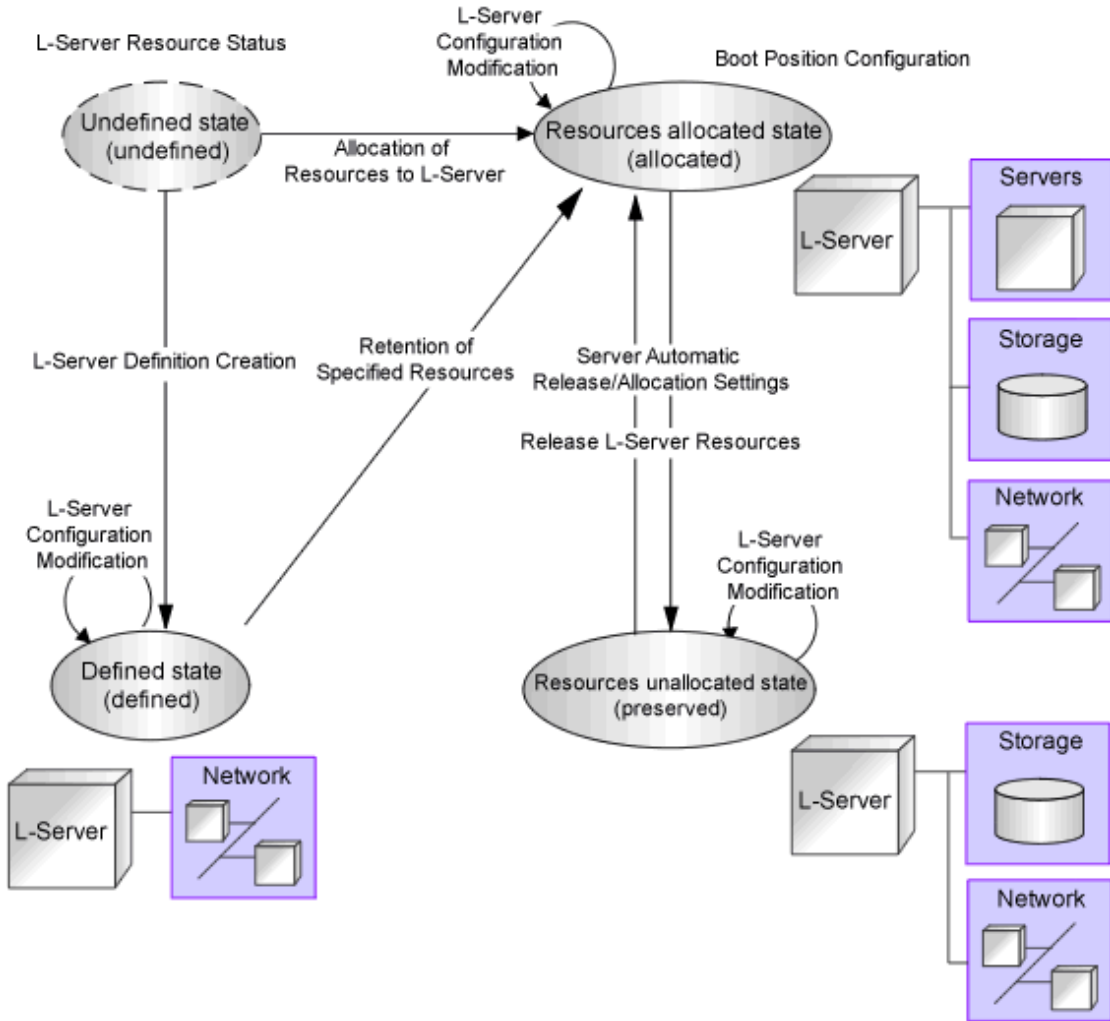 L-Server Resource Status
L-Server
Configuration
Modification
Boot Position Configuration
Undefined state
(undefined)
Allocation of
Resources to L-Server
Resources allocated state
(allocated)
L-Server
Servers
Storage
Network
L-Server Definition Creation
Retention of
Specified Resources
Server Automatic
Release/Allocation Settings
Release L-Server Resources
L-Server
Configuration
Modification
Defined state
(defined)
L-Server
Network
L-Server
Configuration
Modification
Resources unallocated state
(preserved)
L-Server
Storage
Network